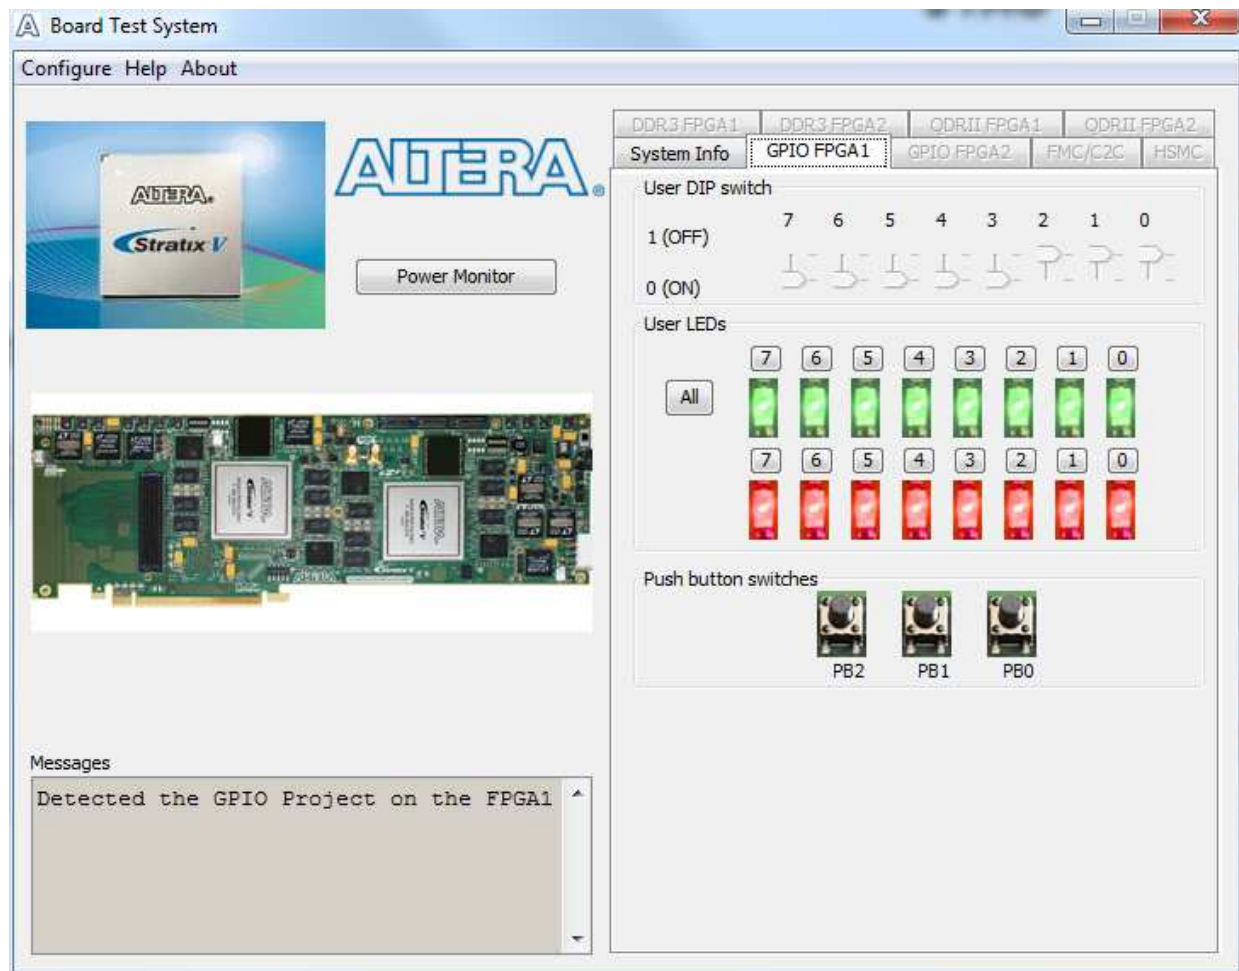 Board Test System
Configure Help About
ALTERA®
Stratix V
ALTERA®
Power Monitor
Messages
Detected the GPIO Project on the FPGA1
DDR3 FPGA1 DDR3 FPGA2 QDRII FPGA1 QDRII FPGA2
System Info GPIO FPGA1 GPIO FPGA2 FMC/C2C HSMC
User DIP switch
7 6 5 4 3 2 1 0
1 (OFF)
0 (ON)
User LEDs
7 6 5 4 3 2 1 0
All
7 6 5 4 3 2 1 0
Push button switches
PB2 PB1 PB0